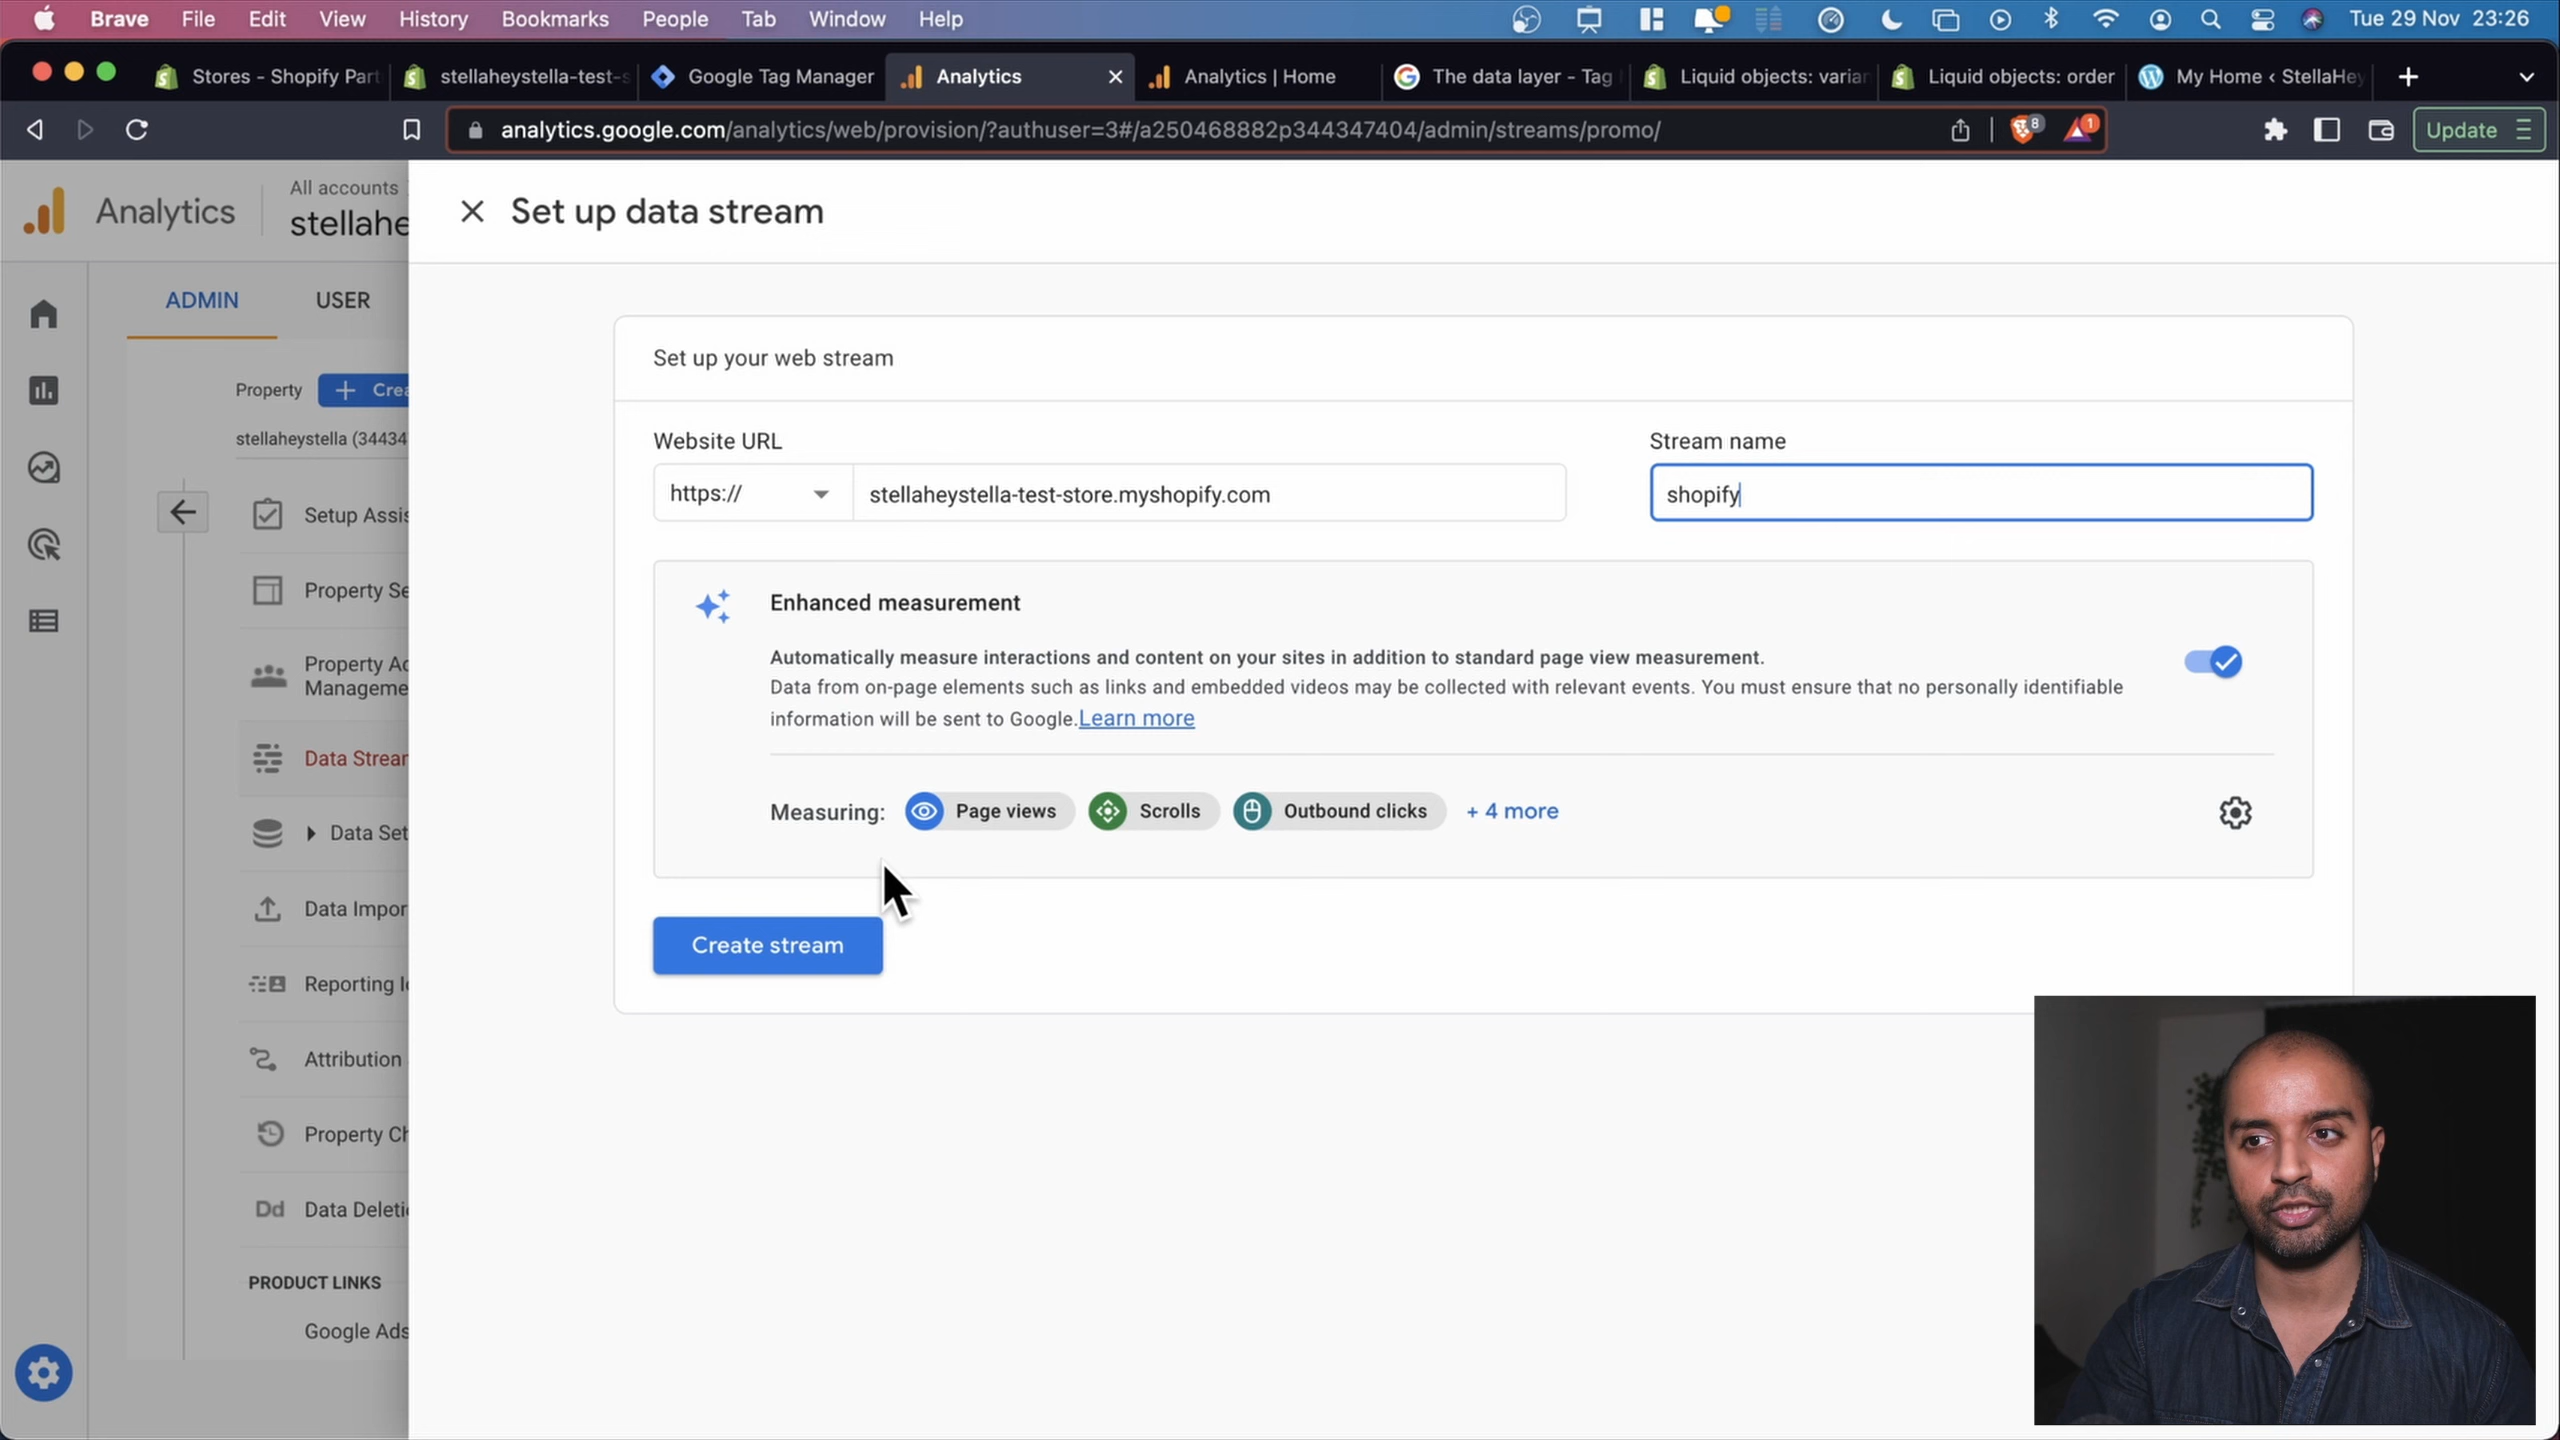 Brave File Edit View History Bookmarks People Tab Window Help Tue 29 Nov 23:26
Stores - Shopify Part stellaheystella-test-s Google Tag Manager Analytics Analytics | Home The data layer - Tag Liquid objects: varian Liquid objects: order My Home ‹ StellaHey
analytics.google.com/analytics/web/provision/?authuser=3#/a250468882p344347404/admin/streams/promo/ 8 1 Update
Analytics
All accounts
stellahe
Set up data stream
ADMIN USER
Property + Crea
stellaheystella (34434
Setup Assis
Property Se
Property Ac
Manageme
Data Strear
Data Set
Data Impor
Reporting Id
Attribution
Property Ch
Dd Data Deleti
PRODUCT LINKS
Google Ads
Set up your web stream
Website URL Stream name
https:// stellaheystella-test-store.myshopify.com shopify
Enhanced measurement
Automatically measure interactions and content on your sites in addition to standard page view measurement.
Data from on-page elements such as links and embedded videos may be collected with relevant events. You must ensure that no personally identifiable
information will be sent to Google.Learn more
Measuring: Page views Scrolls Outbound clicks + 4 more
Create stream